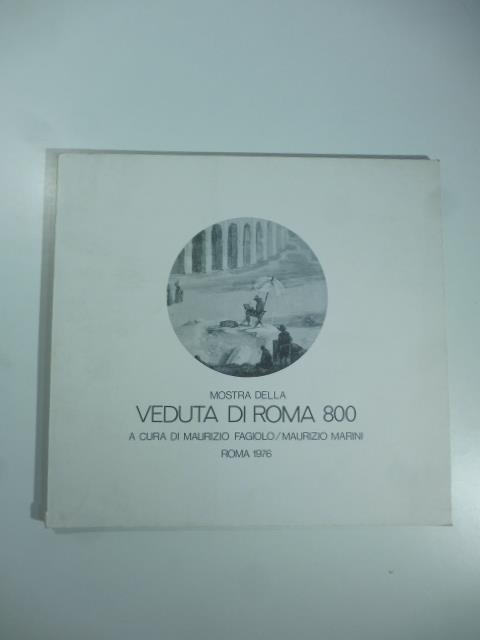 MOSTRA DELLA
VEDUTA DI ROMA 800
A CURA DI MAURIZIO FAGIOLO/MAURIZIO MARINI
ROMA 1976